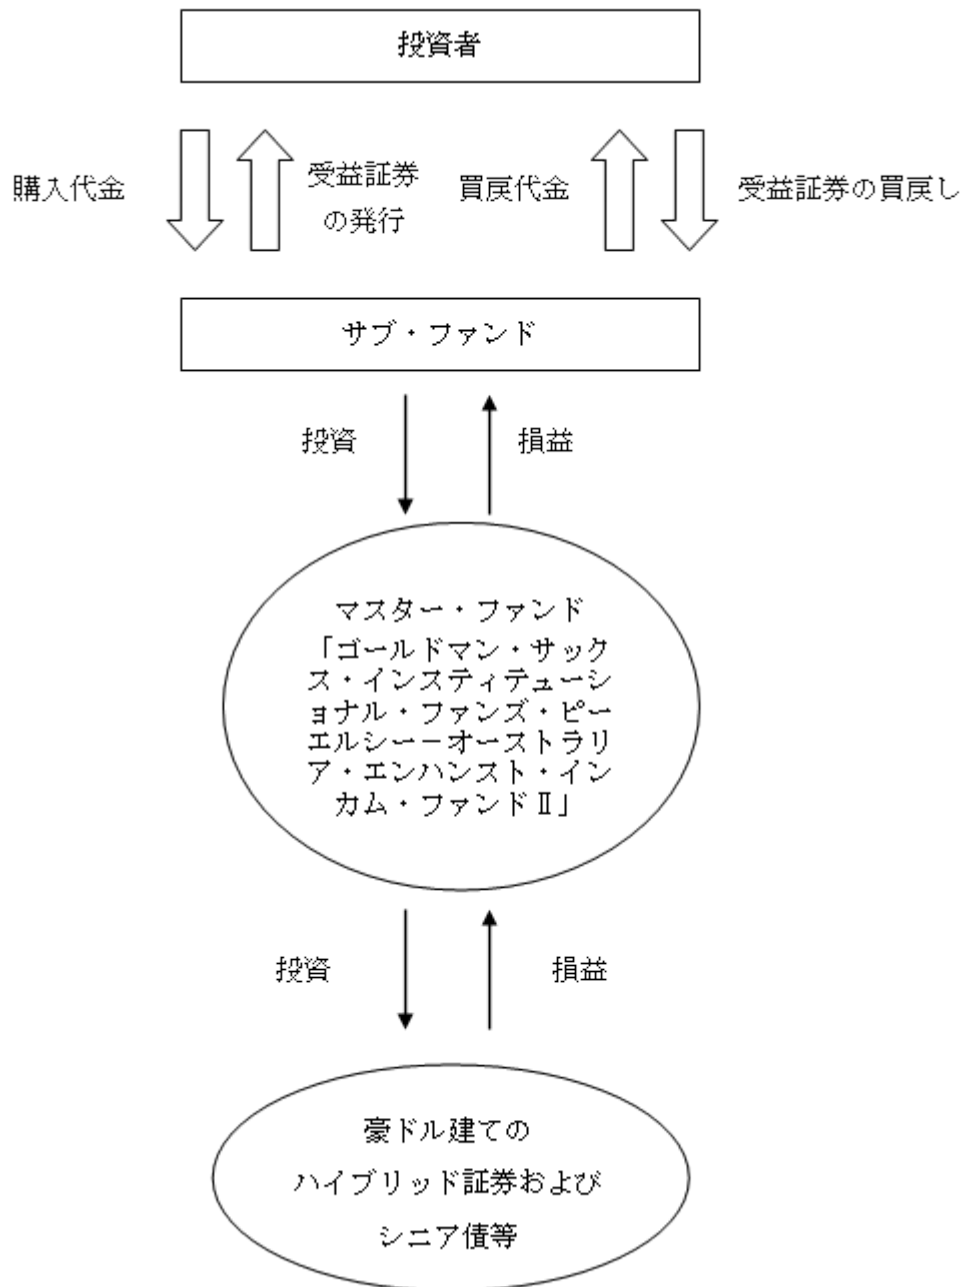 投資者
購入代金
受益証券
の発行
買戻代金
受益証券の買戻し
サブ・ファンド
投資
損益
マスター・ファンド
「ゴールドマン・サック
ス・インスティテューシ
ョナル・ファンズ・ピー
エルシー－オーストラリ
ア・エンハンスト・イン
カム・ファンドⅡ」
投資
損益
豪ドル建ての
ハイブリッド証券および
シニア債等